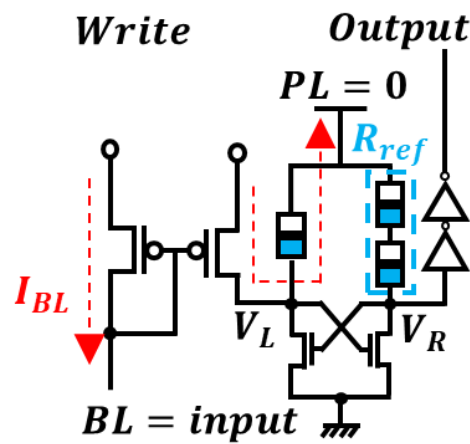 Write
Output
PL = 0
R_ref
I_BL
V_L
V_R
BL = input